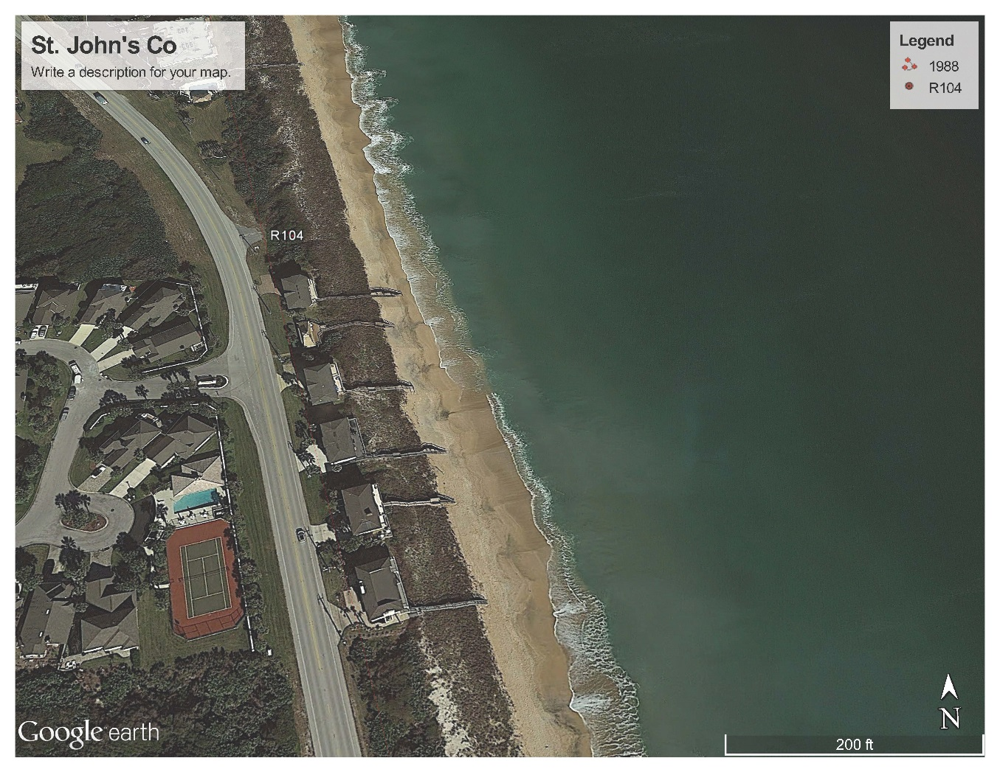 St. John's Co
Write a description for your map.
Legend
1988
R104
R104
N
Google earth
200 ft